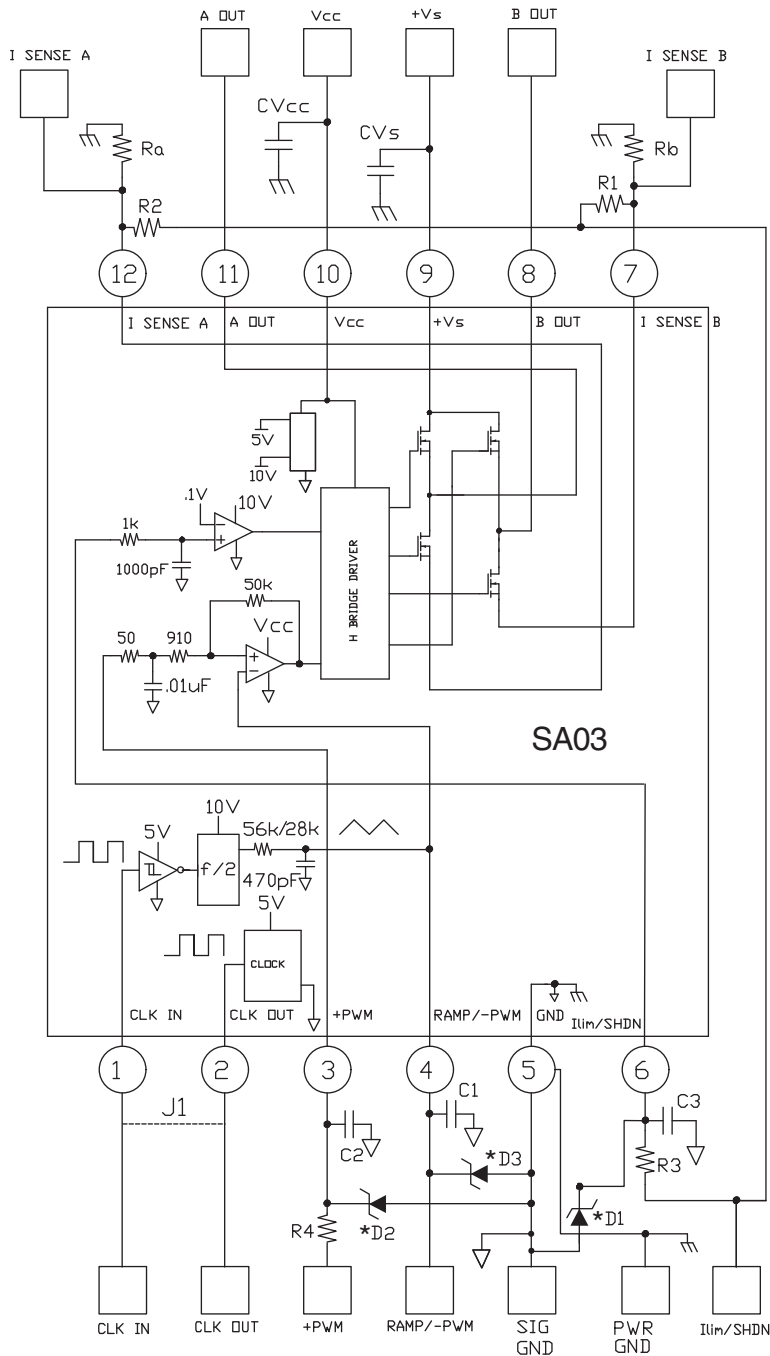 A OUT
Vcc
+Vs
B OUT
I SENSE A
I SENSE B
CVcc
CVs
Ra
Rb
R2
R1
12
11
10
9
8
7
I SENSE A
A OUT
Vcc
+Vs
B OUT
I SENSE B
5V
10V
.1V
10V
1k
1000pF
50k
H BRIDGE DRIVER
Vcc
50
910
.01uF
SA03
10V
5V
56k/28k
f/2
470pF
5V
CLOCK
CLK IN
CLK OUT
+PWM
RAMP/-PWM
GND
Ilim/SHDN
1
2
3
4
5
6
J1
C1
C2
C3
*D3
R3
*D2
*D1
R4
CLK IN
CLK OUT
+PWM
RAMP/-PWM
SIG
GND
PWR
GND
Ilim/SHDN